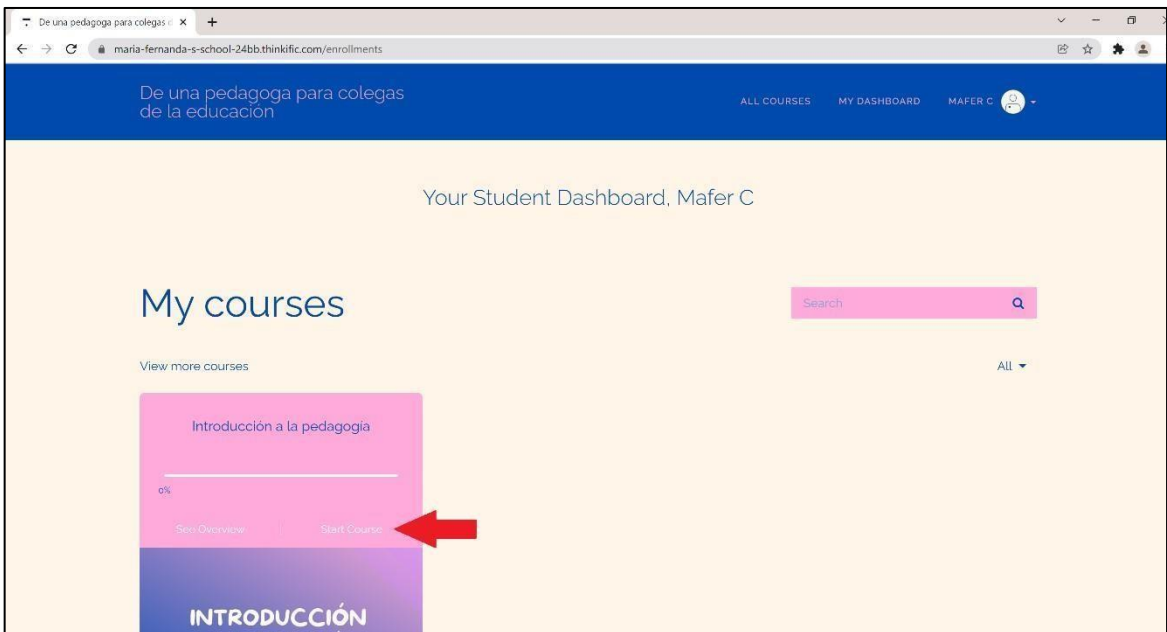 De una pedagoga para colegas d
maria-fernanda-s-school-24bb.thinkific.com/enrollments
De una pedagoga para colegas
de la educación
ALL COURSES MY DASHBOARD MAFER C
Your Student Dashboard, Mafer C
My courses
Search
View more courses
All
Introducción a la pedagogía
0%
See Overview Start Course
INTRODUCCIÓN